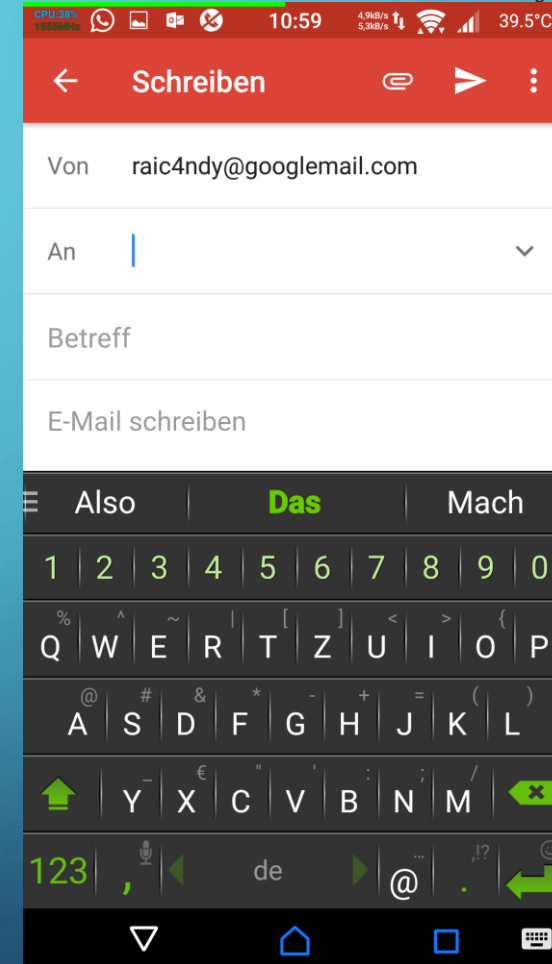 CPU:38%
1555MHz
10:59
4,9kB/s
5,3kB/s
39.5°C
Schreiben
Von raic4ndy@googlemail.com
An
Betreff
E-Mail schreiben
Also Das Mach
1 2 3 4 5 6 7 8 9 0
% ^ ~ | [ ] < > {
Q W E R T Z U I O P
@ # & * - + = ( )
A S D F G H J K L
_ € " ' : ; /
Y X C V B N M
... ,!?
123 , de @ .